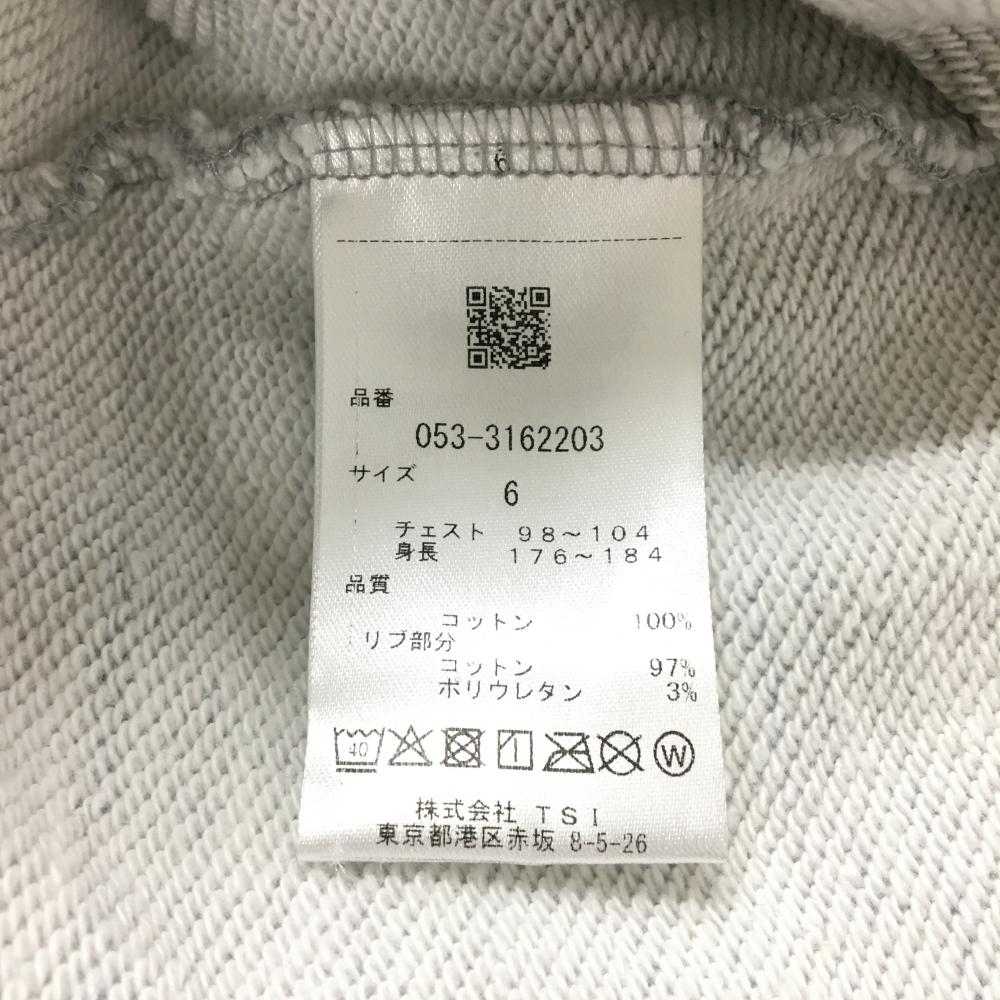 6
品番
053-3162203
サイズ
6
チェスト 98〜104
身長 176〜184
品質
コットン 100%
リブ部分
コットン 97%
ポリウレタン 3%
40 W
株式会社 TSI
東京都港区赤坂 8-5-26